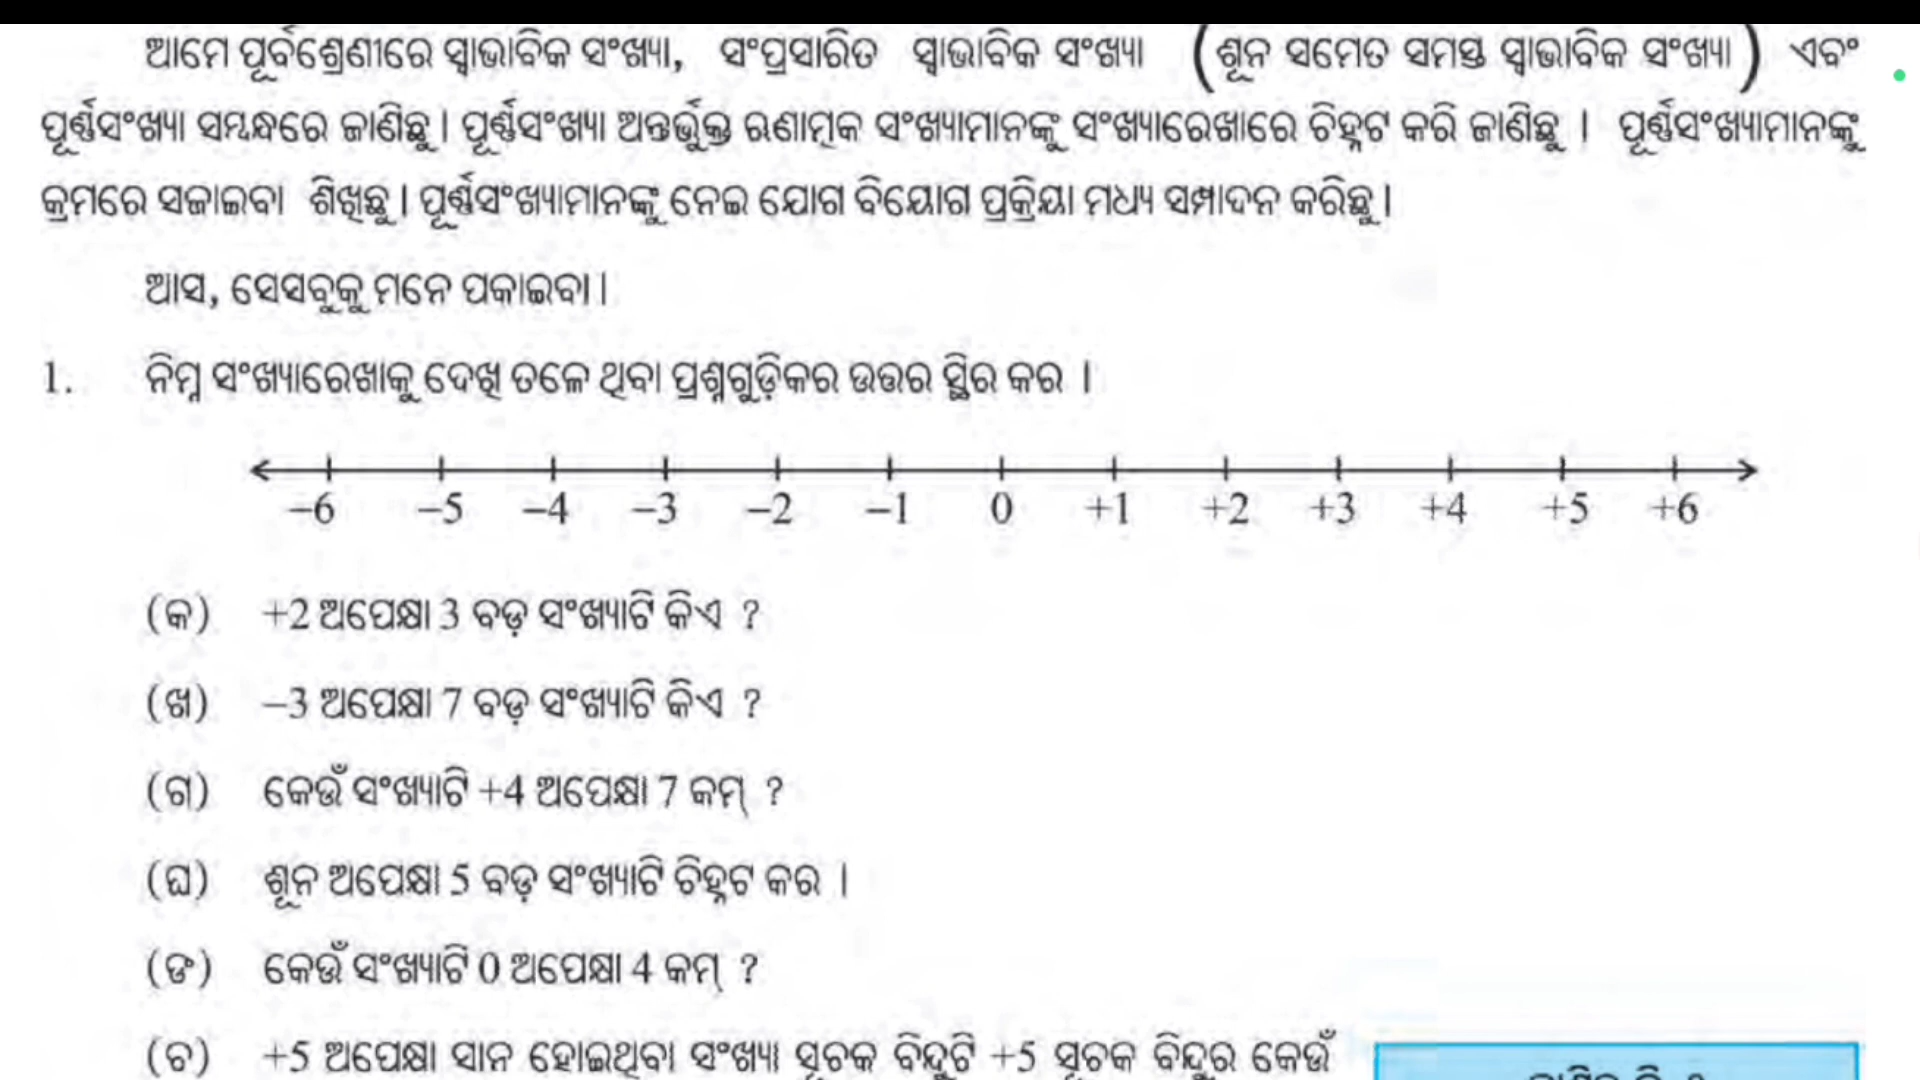 ଆମେ ପୂର୍ବଶ୍ରେଣୀରେ ସ୍ୱାଭାବିକ ସଂଖ୍ୟା, ସଂପ୍ରସାରିତ ସ୍ୱାଭାବିକ ସଂଖ୍ୟା (ଶୂନ ସମେତ ସମସ୍ତ ସ୍ୱାଭାବିକ ସଂଖ୍ୟା) ଏବଂ
ପୂର୍ଣ୍ଣସଂଖ୍ୟା ସମ୍ବନ୍ଧରେ ଜାଣିଛୁ । ପୂର୍ଣ୍ଣସଂଖ୍ୟା ଅନ୍ତର୍ଭୁକ୍ତ ଋଣାତ୍ମକ ସଂଖ୍ୟାମାନଙ୍କୁ ସଂଖ୍ୟାରେଖାରେ ଚିହ୍ନଟ କରି ଜାଣିଛୁ । ପୂର୍ଣ୍ଣସଂଖ୍ୟାମାନଙ୍କୁ
କ୍ରମରେ ସଜାଇବା ଶିଖିଛୁ । ପୂର୍ଣ୍ଣସଂଖ୍ୟାମାନଙ୍କୁ ନେଇ ଯୋଗ ବିୟୋଗ ପ୍ରକ୍ରିୟା ମଧ୍ୟ ସମ୍ପାଦନ କରିଛୁ ।
ଆସ, ସେସବୁକୁ ମନେ ପକାଇବା ।
1. ନିମ୍ନ ସଂଖ୍ୟାରେଖାକୁ ଦେଖି ତଳେ ଥିବା ପ୍ରଶ୍ନଗୁଡ଼ିକର ଉତ୍ତର ସ୍ଥିର କର ।
–6 –5 –4 –3 –2 –1 0 +1 +2 +3 +4 +5 +6
(କ) +2 ଅପେକ୍ଷା 3 ବଡ଼ ସଂଖ୍ୟାଟି କିଏ ?
(ଖ) –3 ଅପେକ୍ଷା 7 ବଡ଼ ସଂଖ୍ୟାଟି କିଏ ?
(ଗ) କେଉଁ ସଂଖ୍ୟାଟି +4 ଅପେକ୍ଷା 7 କମ୍ ?
(ଘ) ଶୂନ ଅପେକ୍ଷା 5 ବଡ଼ ସଂଖ୍ୟାଟି ଚିହ୍ନଟ କର ।
(ଙ) କେଉଁ ସଂଖ୍ୟାଟି 0 ଅପେକ୍ଷା 4 କମ୍ ?
(ଚ) +5 ଅପେକ୍ଷା ସାନ ହୋଇଥିବା ସଂଖ୍ୟା ସୂଚକ ବିନ୍ଦୁଟି +5 ସୂଚକ ବିନ୍ଦୁର କେଉଁ